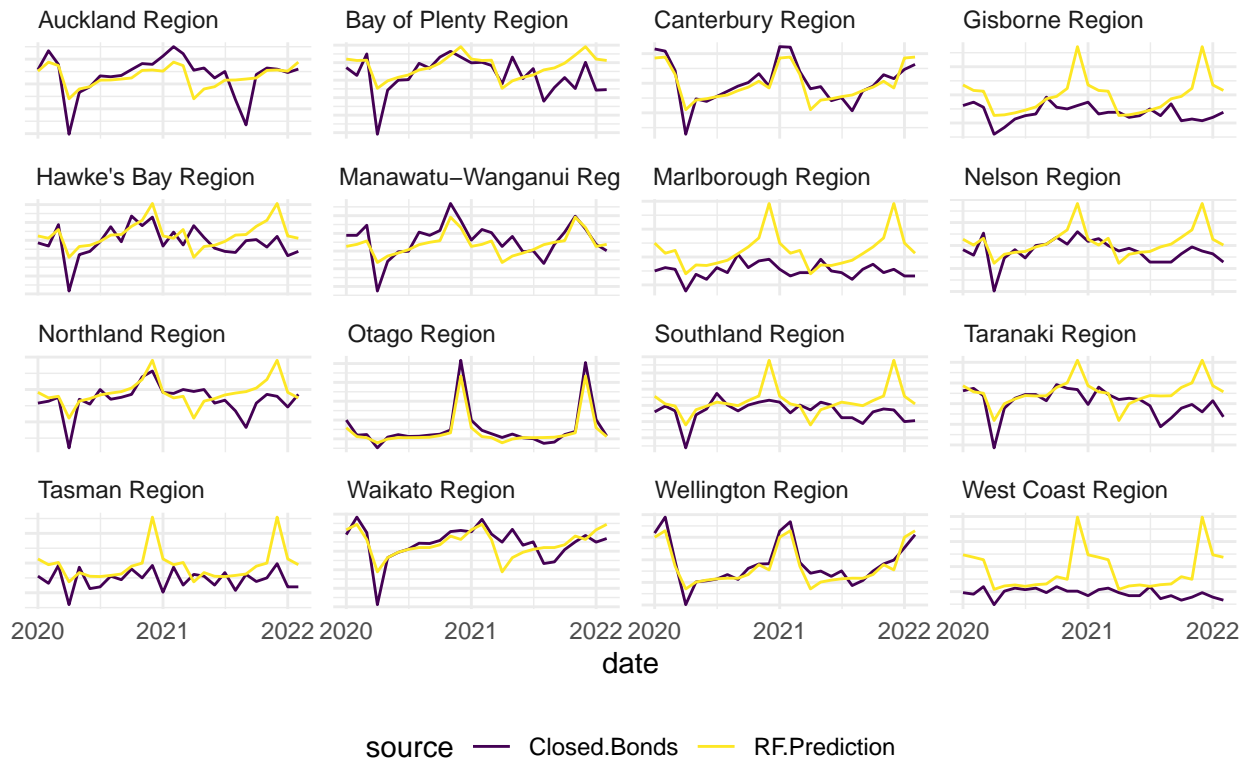 Auckland Region Bay of Plenty Region Canterbury Region Gisborne Region
Hawke's Bay Region Manawatu−Wanganui Reg Marlborough Region Nelson Region
Northland Region Otago Region Southland Region Taranaki Region
Tasman Region Waikato Region Wellington Region West Coast Region
2020 2021 2022 2020 2021 2022 2020 2021 2022 2020 2021 2022
date
source Closed.Bonds RF.Prediction